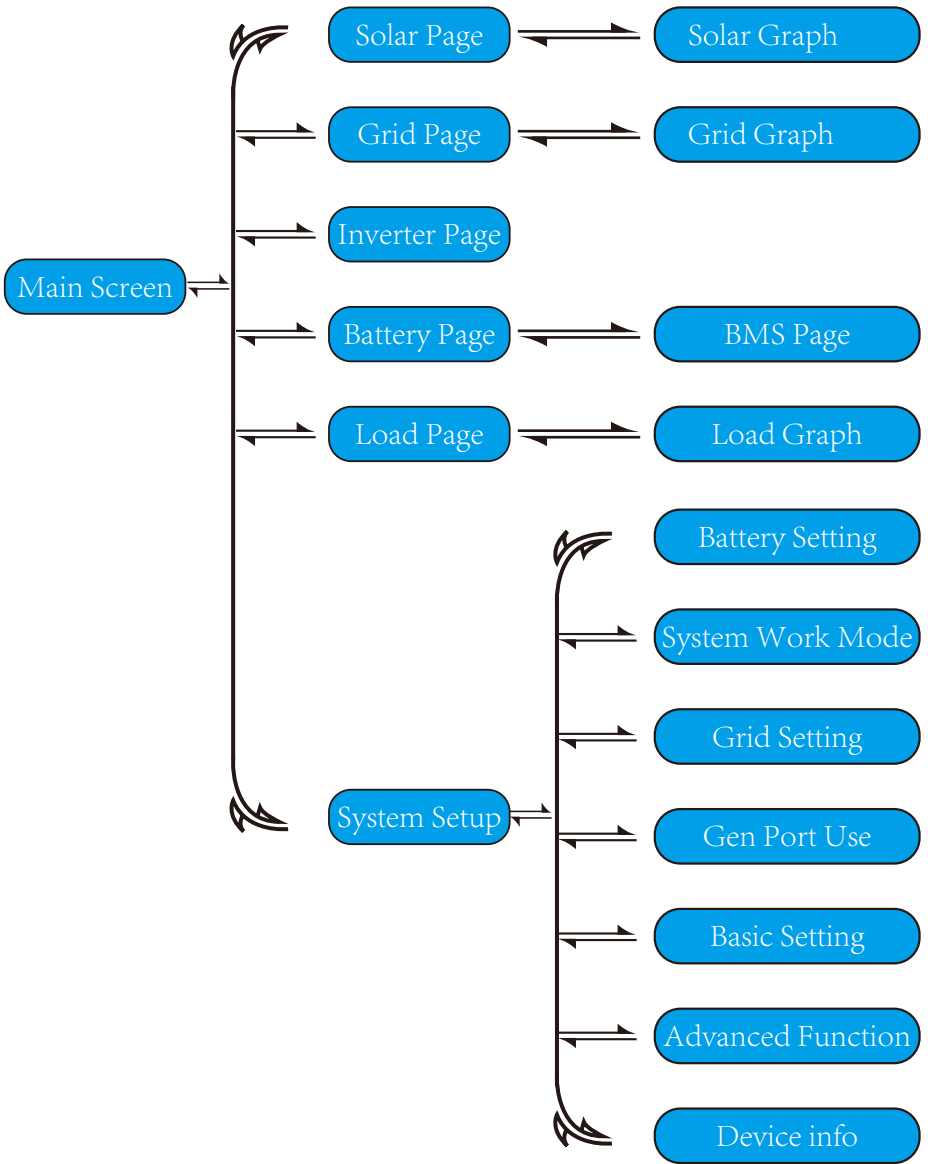 Solar Page
Solar Graph
Grid Page
Grid Graph
Inverter Page
Main Screen
Battery Page
BMS Page
Load Page
Load Graph
Battery Setting
System Work Mode
Grid Setting
System Setup
Gen Port Use
Basic Setting
Advanced Function
Device info